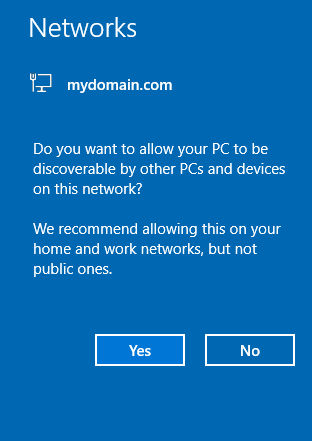 Networks
mydomain.com
Do you want to allow your PC to be
discoverable by other PCs and devices
on this network?
We recommend allowing this on your
home and work networks, but not
public ones.
Yes
No